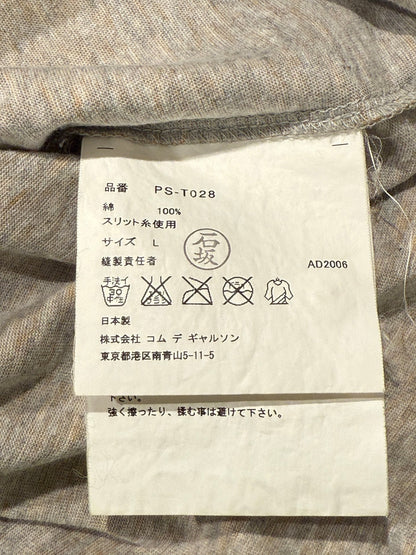 品番 PS-T028
綿 100%
スリット糸使用
サイズ L
縫製責任者 石坂 AD2006
手洗イ
30
中性
日本製
株式会社 コム デ ギャルソン
東京都港区南青山5-11-5
下さい。
強く擦ったり、揉む事は避けて下さい。